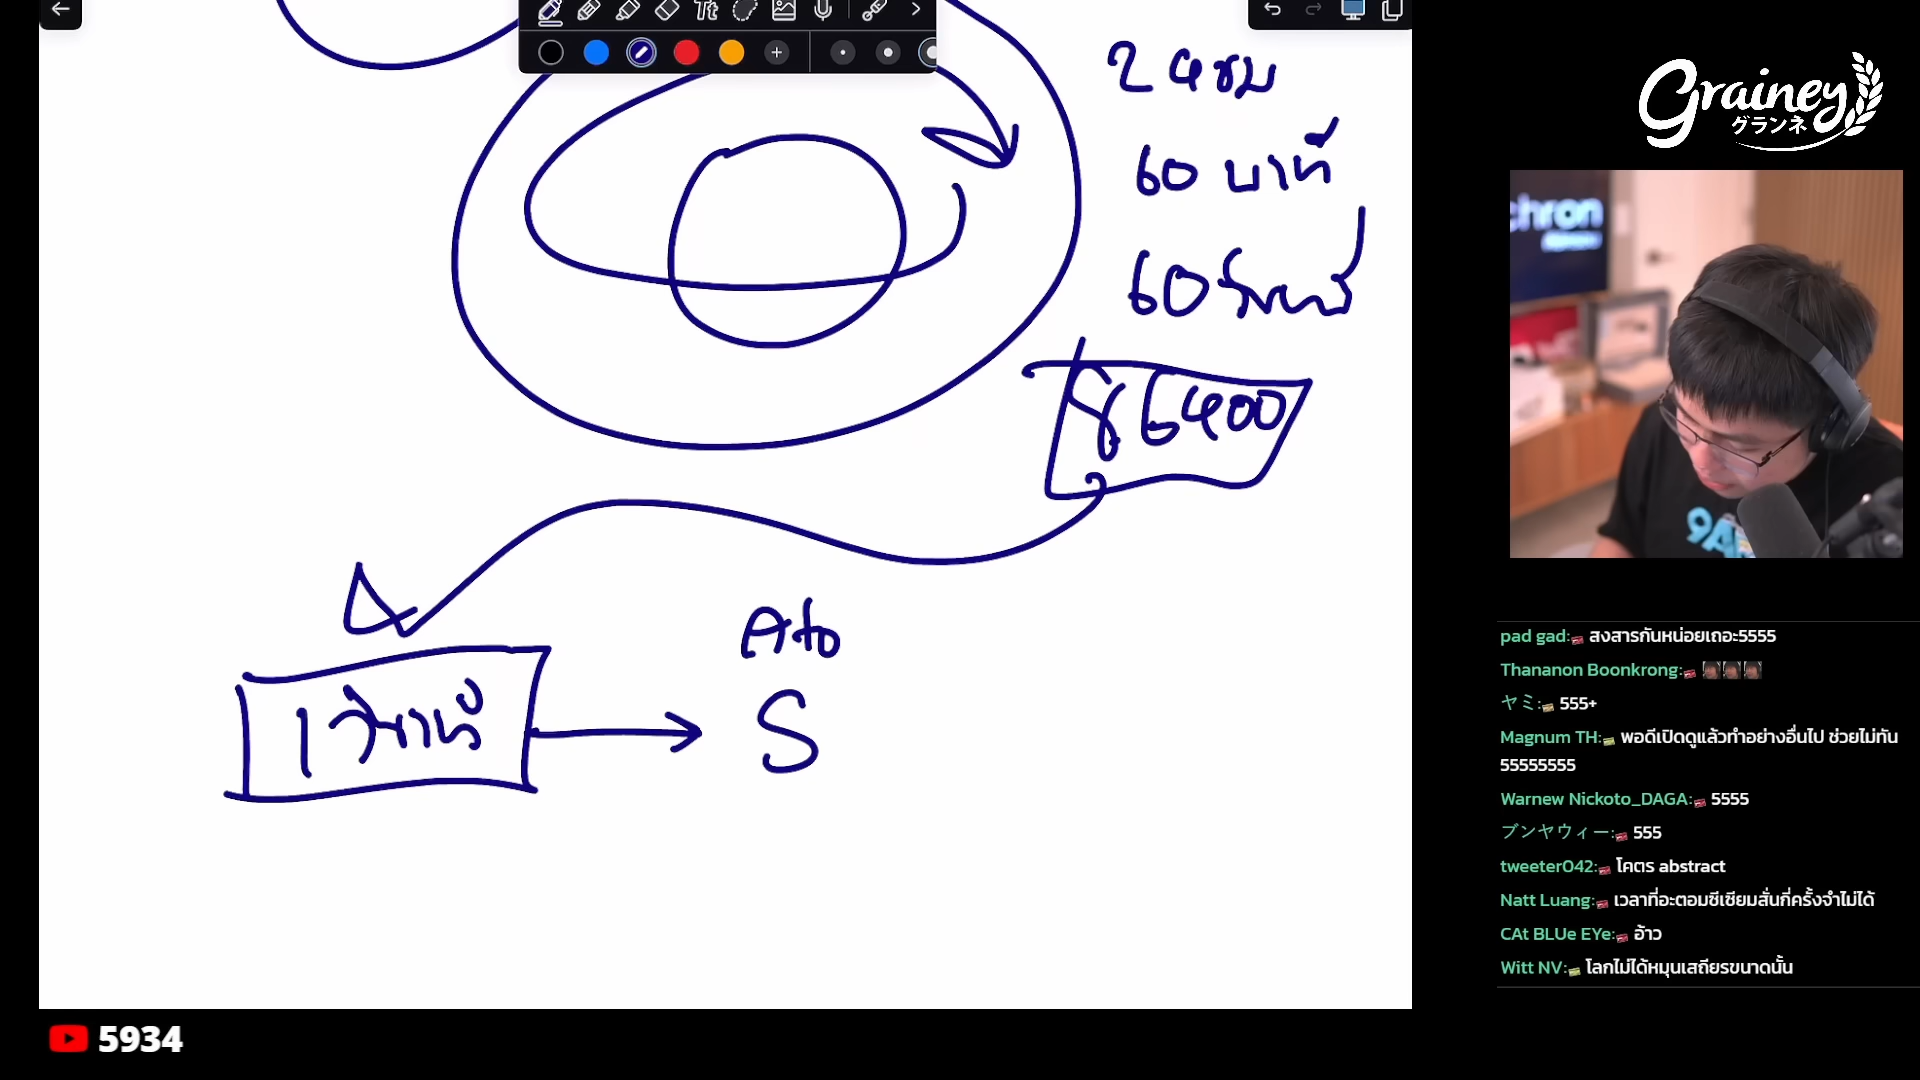 Tt
24 ชม
60 นาที
60 วินาที
86400
1 วินาที
Ato
S
Grainey
グランネ
chron
9A
pad gad: สงสารกันหน่อยเถอะ5555
Thananon Boonkrong:
ヤミ: 555+
Magnum TH: พอดีเปิดดูแล้วทำอย่างอื่นไป ช่วยไม่ทัน
55555555
Warnew Nickoto_DAGA: 5555
ブンヤウィー: 555
tweeter042: โคตร abstract
Natt Luang: เวลาที่อะตอมซีเซียมสั่นกี่ครั้งจำไม่ได้
CAt BLUe EYe: อ้าว
Witt NV: โลกไม่ได้หมุนเสถียรขนาดนั้น
5934